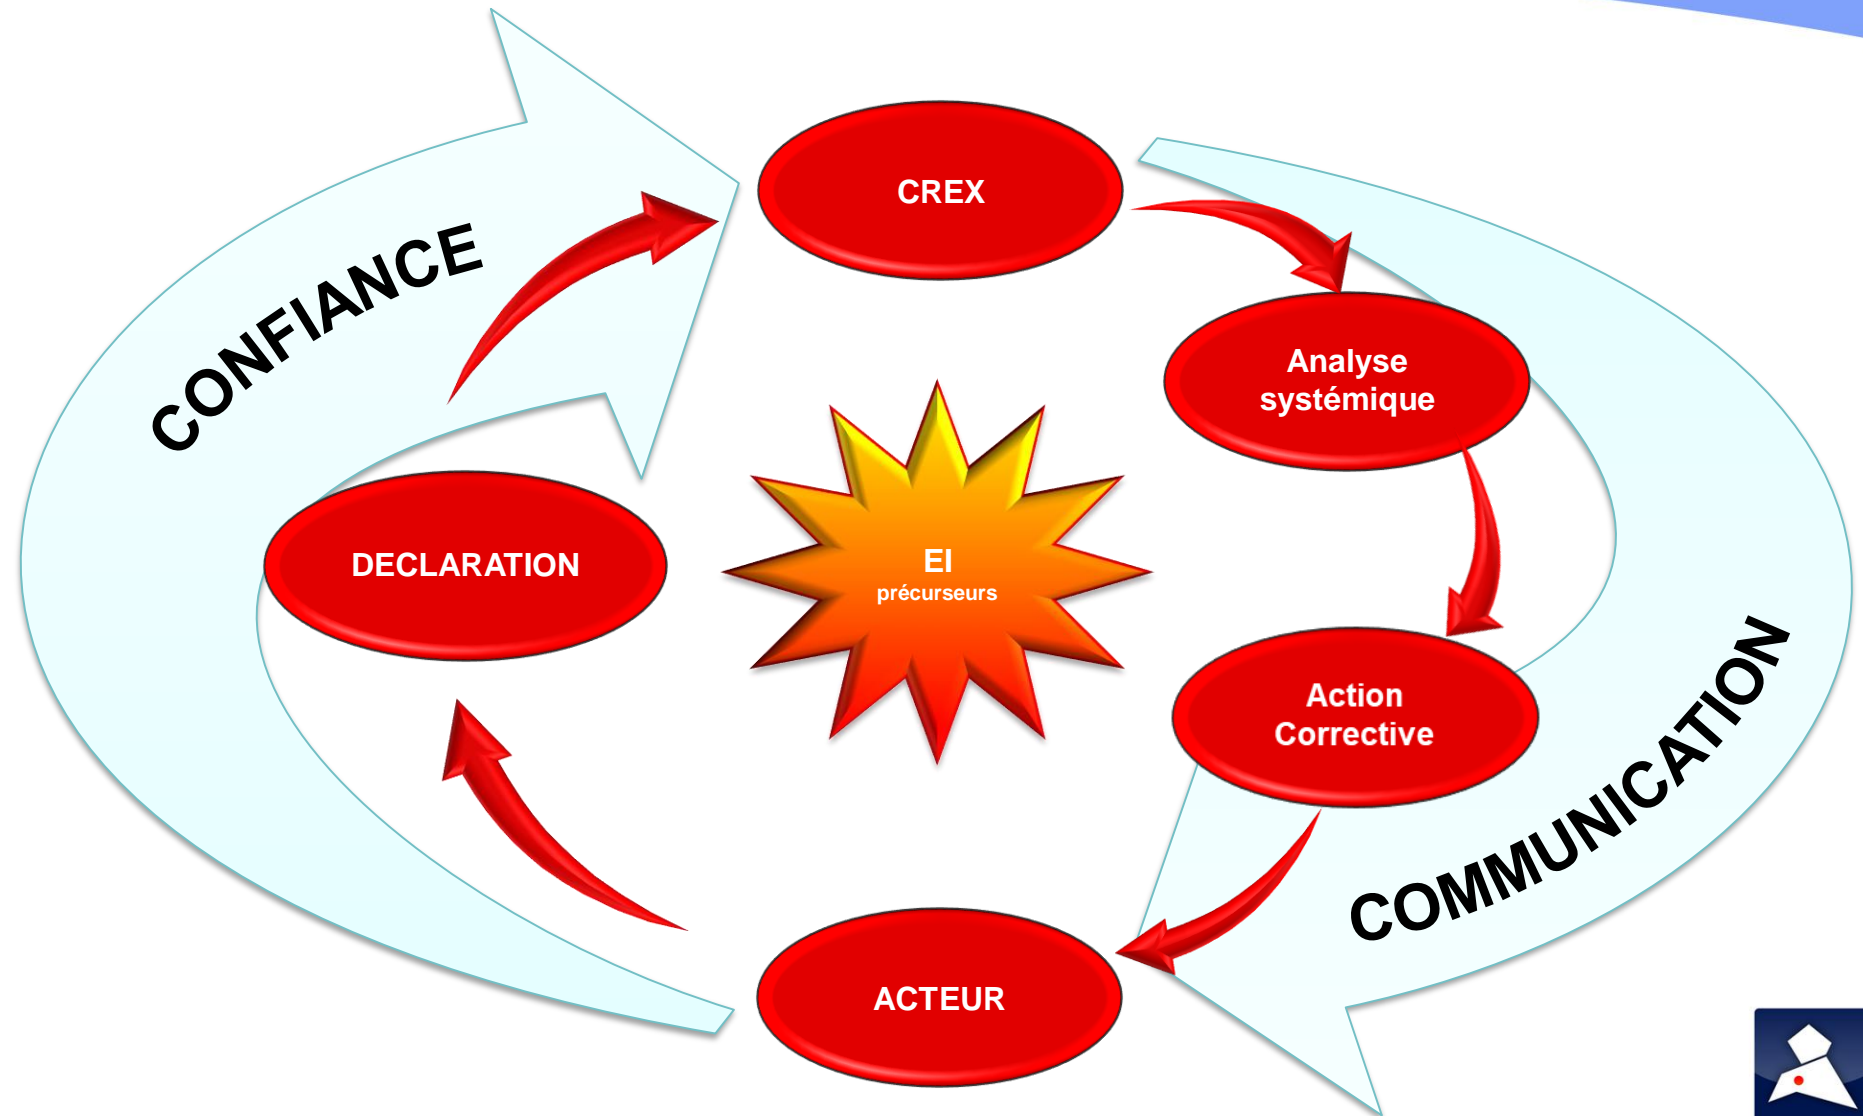 CREX
CONFIANCE
Analyse
systémique
DECLARATION
EI
précurseurs
Action
Corrective
COMMUNICATION
ACTEUR